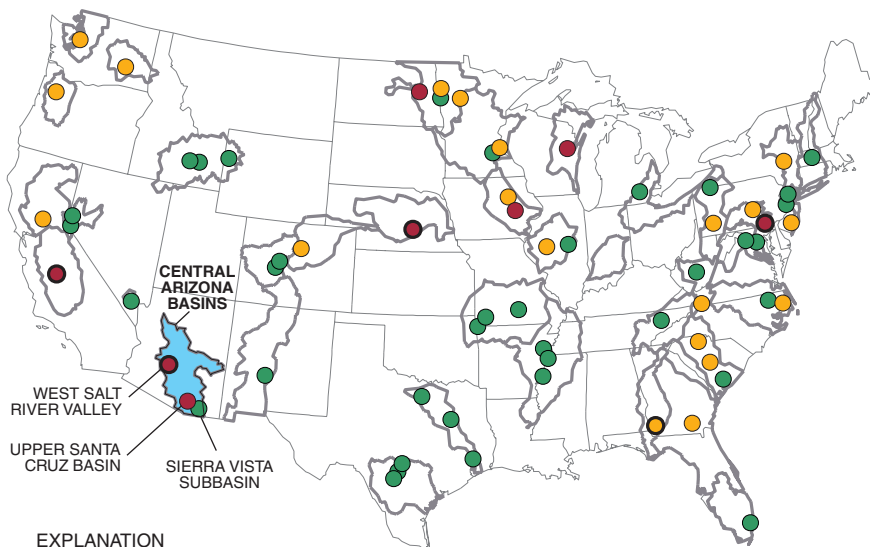 CENTRAL
ARIZONA
BASINS
WEST SALT
RIVER VALLEY
UPPER SANTA
CRUZ BASIN
SIERRA VISTA
SUBBASIN
EXPLANATION